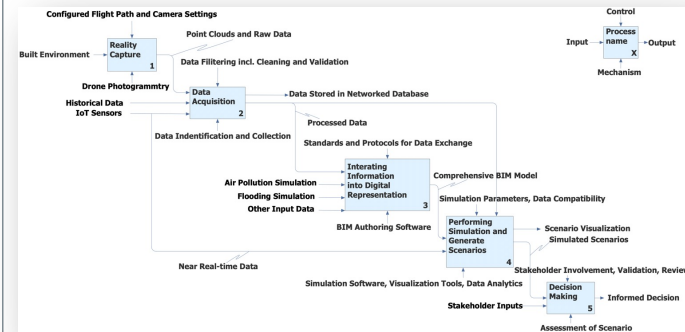 Configured Flight Path and Camera Settings
Control
Point Clouds and Raw Data
Built Environment
Reality
Capture
1
Input
Process
name
X
Output
Mechanism
Data Filitering incl. Cleaning and Validation
Drone Photogrammtry
Historical Data
IoT Sensors
Data
Acquisition
2
Data Stored in Networked Database
Processed Data
Data Indentification and Collection
Standards and Protocols for Data Exchange
Interating
Information
into Digital
Representation
3
Comprehensive BIM Model
Air Pollution Simulation
Flooding Simulation
Other Input Data
Simulation Parameters, Data Compatibility
BIM Authoring Software
Performing
Simulation and
Generate
Scenarios
4
Scenario Visualization
Simulated Scenarios
Near Real-time Data
Stakeholder Involvement, Validation, Review
Simulation Software, Visualization Tools, Data Analytics
Decision
Making
5
Stakeholder Inputs
Informed Decision
Assessment of Scenario